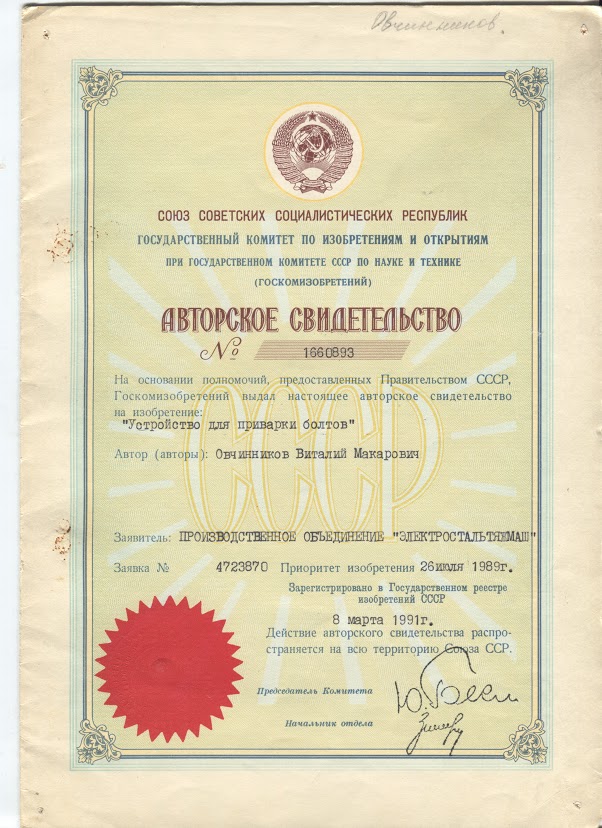 Овчинников.
СОЮЗ СОВЕТСКИХ СОЦИАЛИСТИЧЕСКИХ РЕСПУБЛИК
ГОСУДАРСТВЕННЫЙ КОМИТЕТ ПО ИЗОБРЕТЕНИЯМ И ОТКРЫТИЯМ
ПРИ ГОСУДАРСТВЕННОМ КОМИТЕТЕ СССР ПО НАУКЕ И ТЕХНИКЕ
(ГОСКОМИЗОБРЕТЕНИЙ)
АВТОРСКОЕ СВИДЕТЕЛЬСТВО
№ 1660893
На основании полномочий, предоставленных Правительством СССР,
Госкомизобретений выдал настоящее авторское свидетельство
на изобретение:
"Устройство для приварки болтов"
Автор (авторы): Овчинников Виталий Макарович
СССР
Заявитель: ПРОИЗВОДСТВЕННОЕ ОБЪЕДИНЕНИЕ "ЭЛЕКТРОСТАЛЬТЯЖМАШ"
Заявка № 4723870 Приоритет изобретения 26июля 1989г.
Зарегистрировано в Государственном реестре
изобретений СССР
8 марта 1991г.
Действие авторского свидетельства распро-
страняется на всю территорию Союза ССР.
Председатель Комитета
Начальник отдела